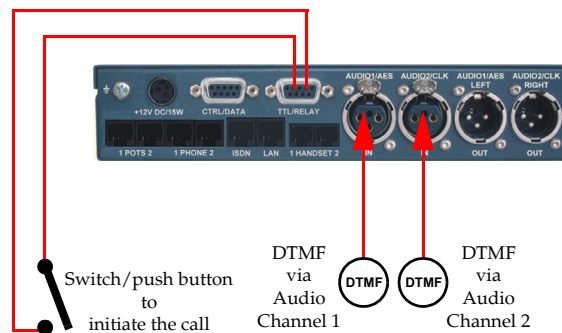 AUDIO1/AES AUDIO2/CLK AUDIO1/AES LEFT AUDIO2/CLK RIGHT
+12V DC/15W CTRL/DATA TTL/RELAY
1 POTS 2 1 PHONE 2 ISDN LAN 1 HANDSET 2 IN IN OUT OUT
Switch/push button
to
initiate the call
DTMF
via
Audio
Channel 1
DTMF
DTMF
DTMF
via
Audio
Channel 2